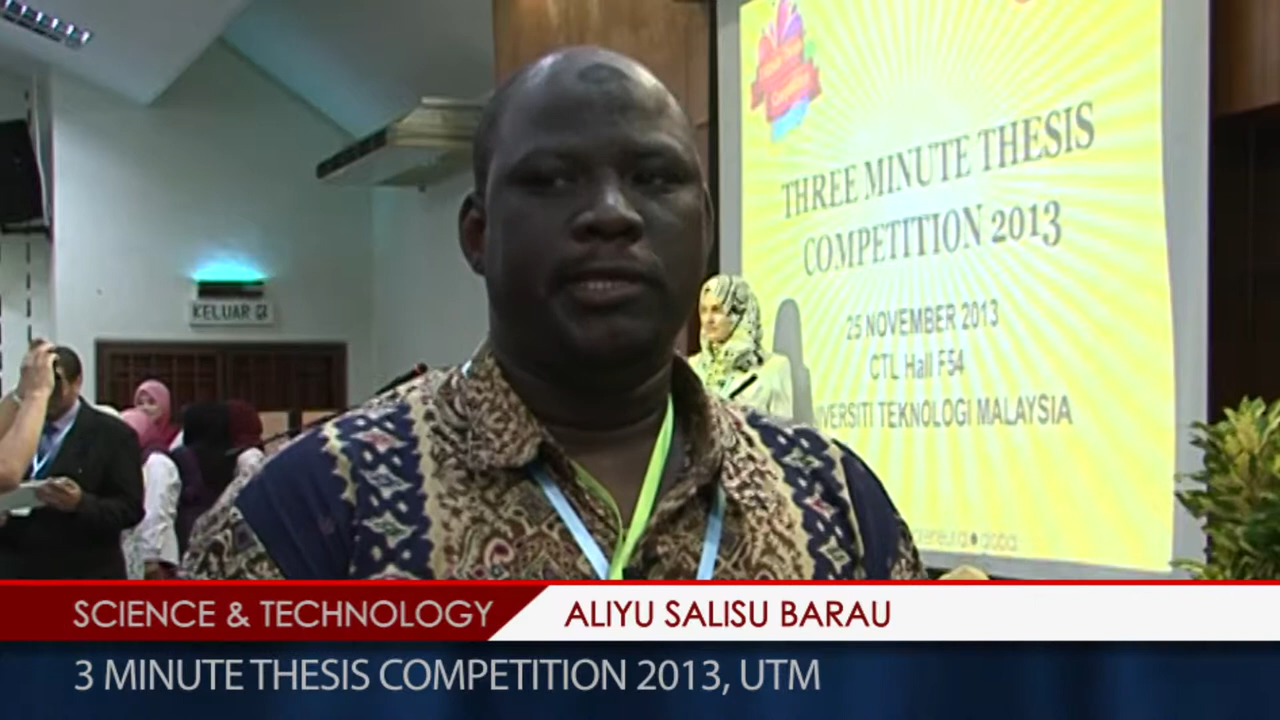 THREE MINUTE THESIS
COMPETITION 2013
25 NOVEMBER 2013
CTL Hall F54
UNIVERSITI TEKNOLOGI MALAYSIA
KELUAR
SCIENCE & TECHNOLOGY
ALIYU SALISU BARAU
3 MINUTE THESIS COMPETITION 2013, UTM